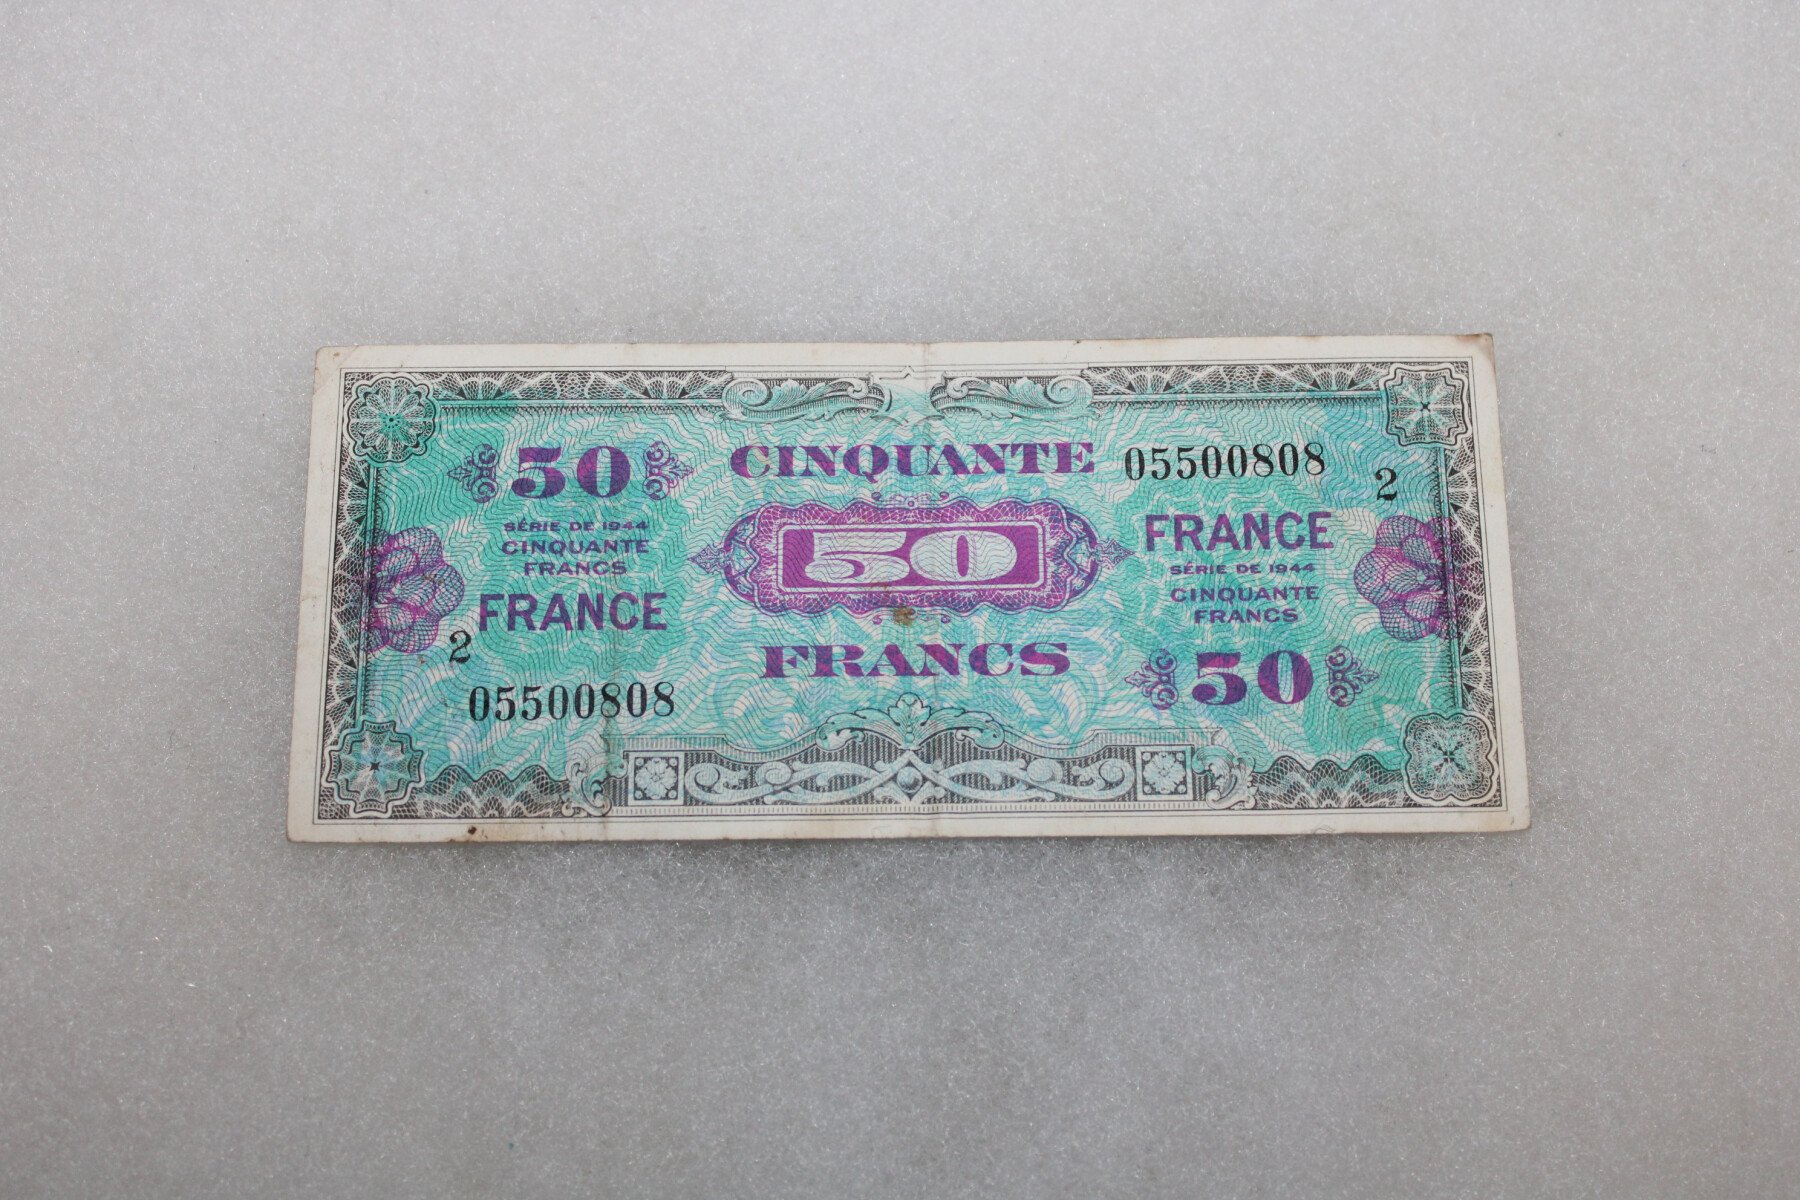 50
SÉRIE DE 1944
CINQUANTE
FRANCS
FRANCE
2
05500808
CINQUANTE
50
FRANCS
05500808
2
FRANCE
SÉRIE DE 1944
CINQUANTE
FRANCS
50